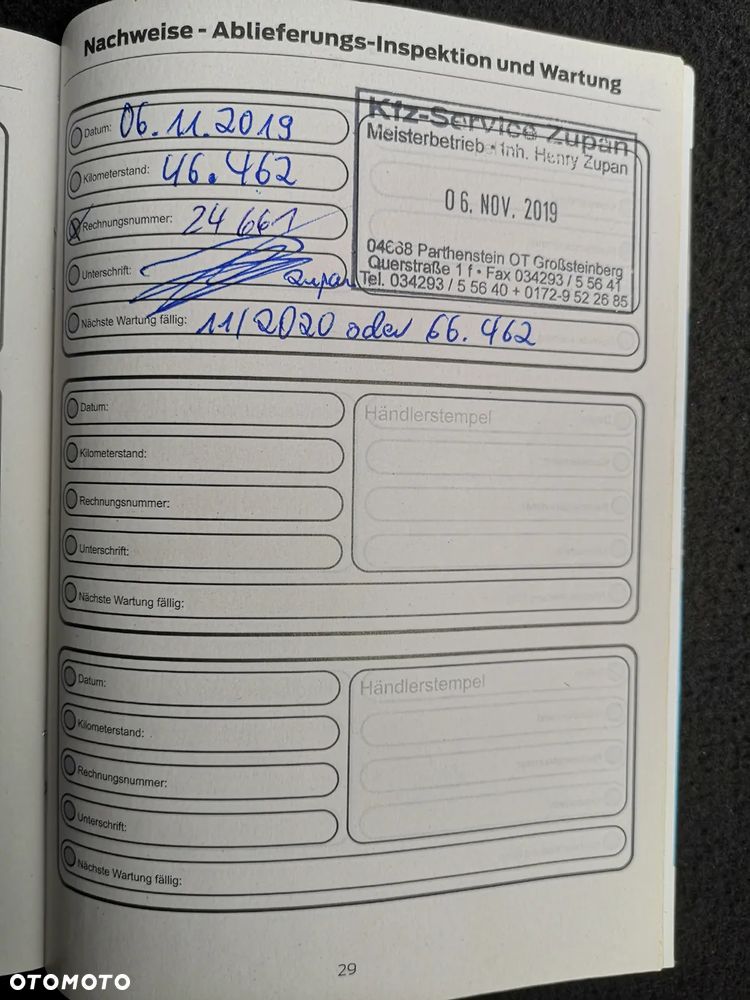 Nachweise - Ablieferungs-Inspektion und Wartung
Datum: 06.11.2019
Kilometerstand: 46.462
Rechnungsnummer: 24 661
Unterschrift: Zupan
Nächste Wartung fällig: 11/2020 oder 66.462
Kfz-Service Zupan
Meisterbetrieb • Inh. Henry Zupan
06. NOV. 2019
04668 Parthenstein OT Großsteinberg
Querstraße 1 f • Fax 034293 / 5 56 41
Tel. 034293 / 5 56 40 + 0172-9 52 26 85
Datum:
Kilometerstand:
Rechnungsnummer:
Unterschrift:
Nächste Wartung fällig:
Händlerstempel
Datum:
Kilometerstand:
Rechnungsnummer:
Unterschrift:
Nächste Wartung fällig:
Händlerstempel
29
OTOMOTO